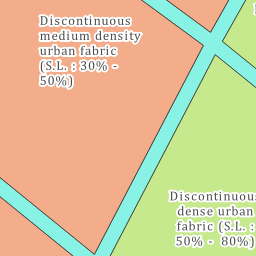 Discontinuous
medium density
urban fabric
(S.L. : 30% -
50%)
Discontinuous
dense urban
fabric (S.L. :
50% -  80%)